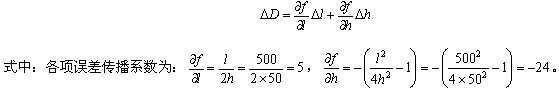 ΔD = ∂f/∂l Δl + ∂f/∂h Δh
式中：各项误差传播系数为：∂f/∂l = l/2h = 500/2×50 = 5，∂f/∂h = −(l²/4h² − 1) = −(500²/4×50² − 1) = −24。